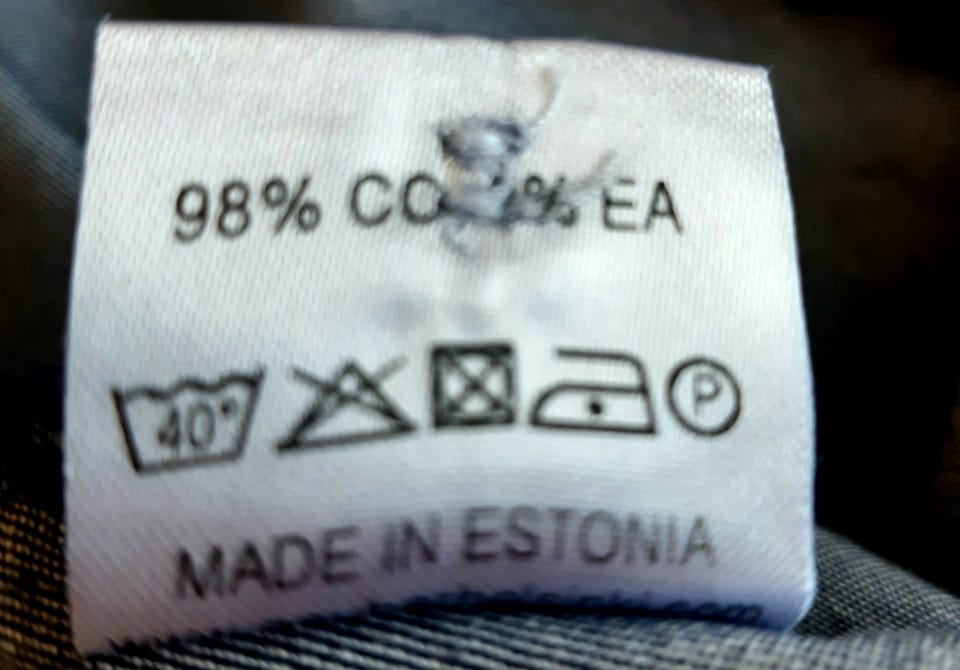 98% CO % EA
40°
P
MADE IN ESTONIA